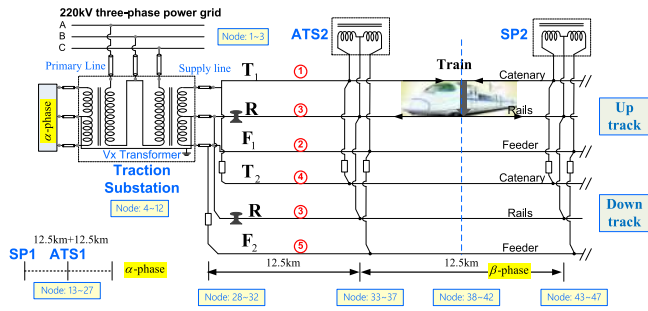 220kV three-phase power grid
A
B
C
Node: 1~3
Primary Line
Supply line
α-phase
Vx Transformer
Traction
Substation
Node: 4~12
ATS2
SP2
Train
T1
①
Catenary
R
③
Rails
F1
②
Feeder
T2
④
Catenary
R
③
Rails
F2
⑤
Feeder
Up
track
Down
track
12.5km+12.5km
SP1
ATS1
α-phase
Node: 13~27
12.5km
12.5km
β-phase
Node: 28~32
Node: 33~37
Node: 38~42
Node: 43~47